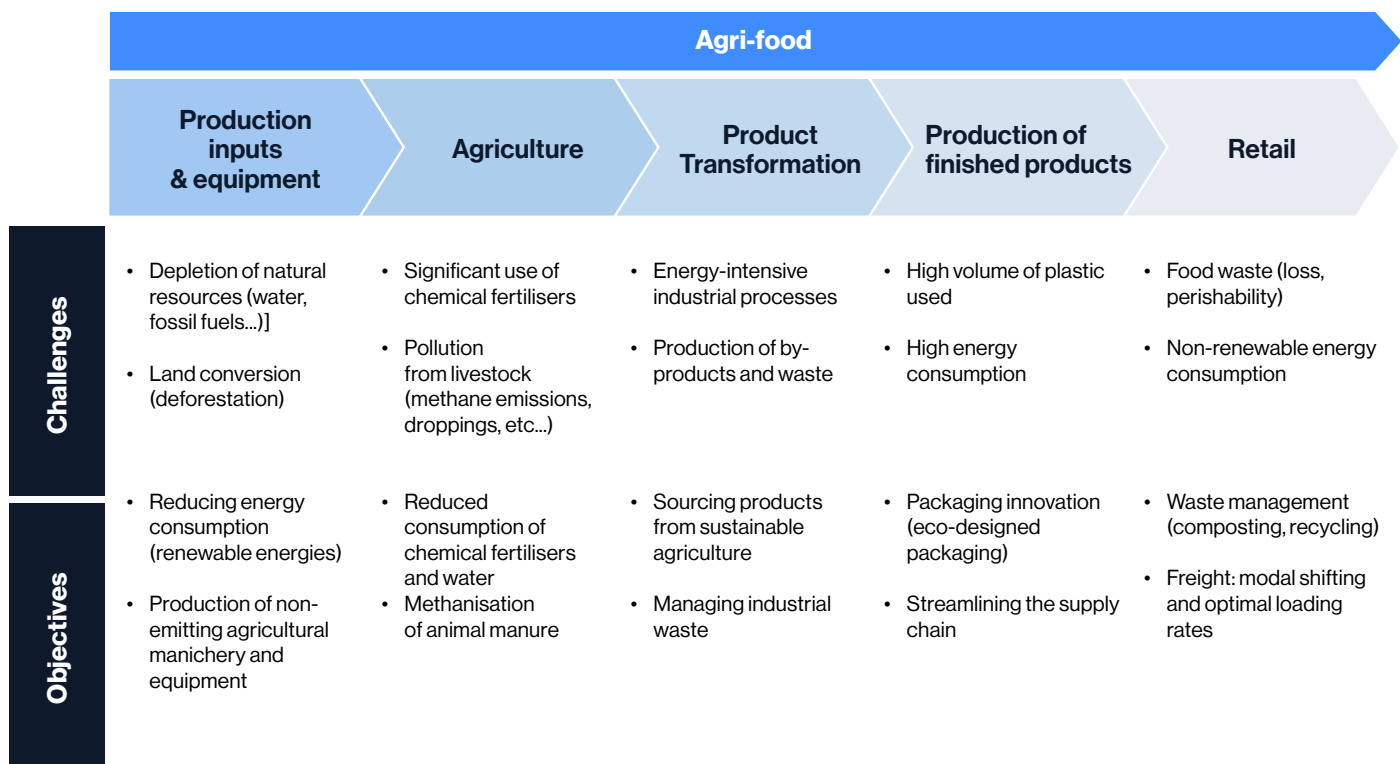 Agri-food
Production
inputs
& equipment
Agriculture
Product
Transformation
Production of
finished products
Retail
Challenges
• Depletion of natural
resources (water,
fossil fuels...)]
• Land conversion
(deforestation)
• Significant use of
chemical fertilisers
• Pollution
from livestock
(methane emissions,
droppings, etc...)
• Energy-intensive
industrial processes
• Production of by-
products and waste
• High volume of plastic
used
• High energy
consumption
• Food waste (loss,
perishability)
• Non-renewable energy
consumption
Objectives
• Reducing energy
consumption
(renewable energies)
• Production of non-
emitting agricultural
manichery and
equipment
• Reduced
consumption of
chemical fertilisers
and water
• Methanisation
of animal manure
• Sourcing products
from sustainable
agriculture
• Managing industrial
waste
• Packaging innovation
(eco-designed
packaging)
• Streamlining the supply
chain
• Waste management
(composting, recycling)
• Freight: modal shifting
and optimal loading
rates